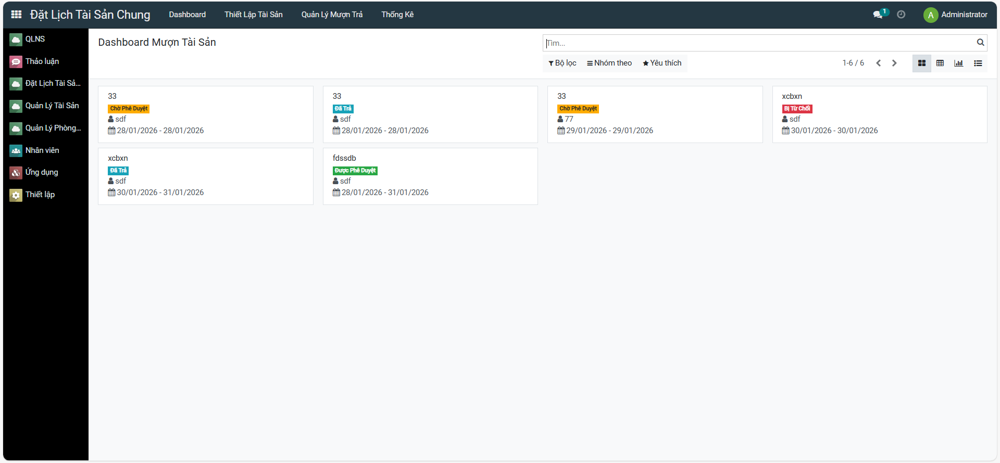 Đặt Lịch Tài Sản Chung Dashboard Thiết Lập Tài Sản Quản Lý Mượn Trả Thống Kê 1 A Administrator
QLNS
Thảo luận
Đặt Lịch Tài Sả...
Quản Lý Tài Sản
Quản Lý Phòng...
Nhân viên
Ứng dụng
Thiết lập
Dashboard Mượn Tài Sản
Tìm...
Bộ lọc Nhóm theo Yêu thích 1-6 / 6
33
Chờ Phê Duyệt
sdf
28/01/2026 - 28/01/2026
33
Đã Trả
sdf
28/01/2026 - 28/01/2026
33
Chờ Phê Duyệt
77
29/01/2026 - 29/01/2026
xcbxn
Bị Từ Chối
sdf
30/01/2026 - 30/01/2026
xcbxn
Đã Trả
sdf
30/01/2026 - 31/01/2026
fdssdb
Được Phê Duyệt
sdf
28/01/2026 - 31/01/2026